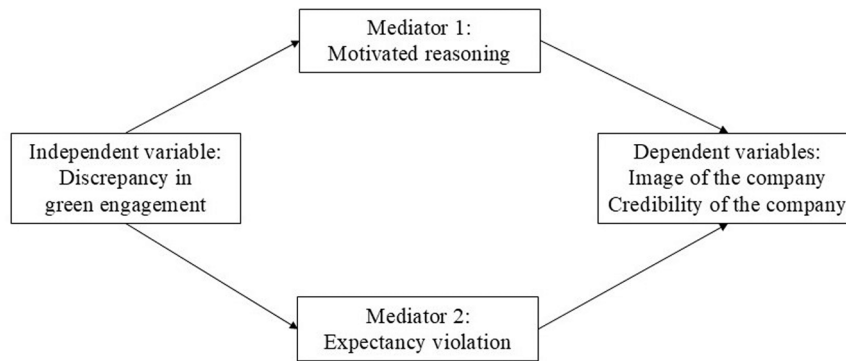 Mediator 1:
Motivated reasoning
Independent variable:
Discrepancy in
green engagement
Dependent variables:
Image of the company
Credibility of the company
Mediator 2:
Expectancy violation